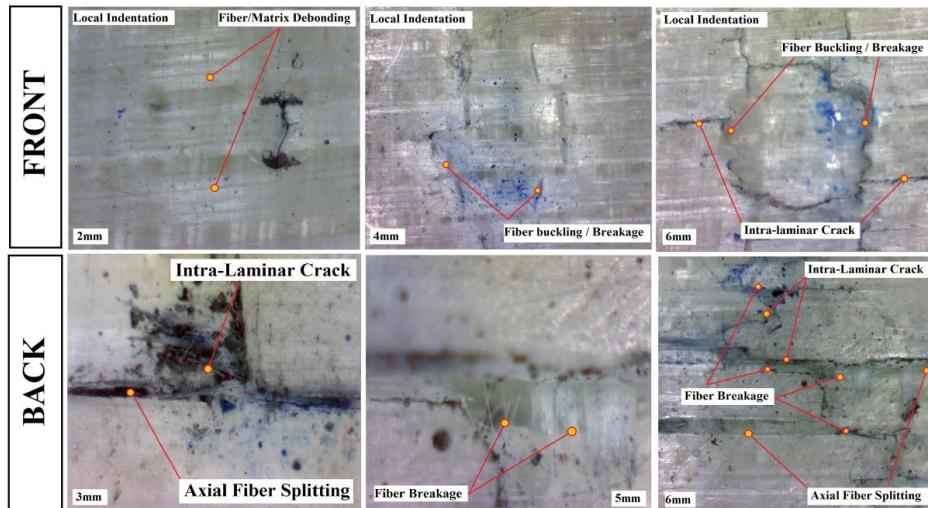 FRONT
Local Indentation
Fiber/Matrix Debonding
2mm
Local Indentation
4mm
Fiber buckling / Breakage
Local Indentation
Fiber Buckling / Breakage
6mm
Intra-laminar Crack
BACK
Intra-Laminar Crack
3mm
Axial Fiber Splitting
Fiber Breakage
5mm
Intra-Laminar Crack
Fiber Breakage
6mm
Axial Fiber Splitting